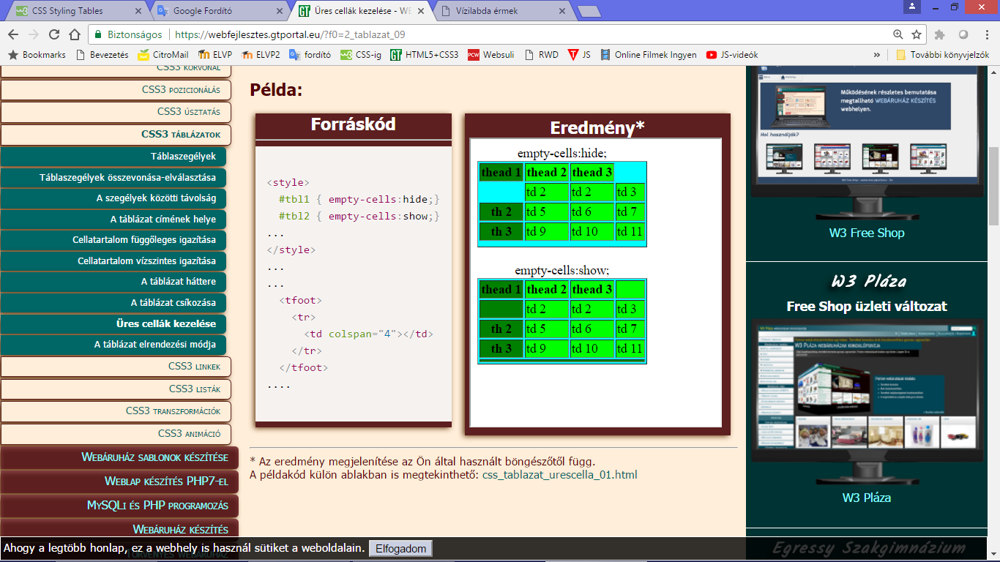 CSS Styling Tables
Google Fordító
Üres cellák kezelése - WE
Vízilabda érmek
Biztonságos
https://webfejlesztes.gtportal.eu/?f0=2_tablazat_09
Bookmarks
Bevezetés
CitroMail
ELVP
ELVP2
fordító
CSS-ig
HTML5+CSS3
Websuli
RWD
JS
Online Filmek Ingyen
JS-videók
»
További könyvjelzők
CSS3 KÖRVONAL
CSS3 POZICIONÁLÁS
CSS3 ÚSZTATÁS
CSS3 TÁBLÁZATOK
Táblaszegélyek
Táblaszegélyek összevonása-elválasztása
A szegélyek közötti távolság
A táblázat címének helye
Cellatartalom függőleges igazítása
Cellatartalom vízszintes igazítása
A táblázat háttere
A táblázat csíkozása
Üres cellák kezelése
A táblázat elrendezési módja
CSS3 LINKEK
CSS3 LISTÁK
CSS3 TRANSZFORMÁCIÓK
CSS3 ANIMÁCIÓ
WEBÁRUHÁZ SABLONOK KÉSZÍTÉSE
WEBLAP KÉSZÍTÉS PHP7-EL
MYSQLI ÉS PHP PROGRAMOZÁS
WEBÁRUHÁZ KÉSZÍTÉS
TÖRVÉNYES WEBÁRUHÁZ
Példa:
Forráskód
<style>
#tbl1 { empty-cells:hide;}
#tbl2 { empty-cells:show;}
...
</style>
...
...
<tfoot>
<tr>
<td colspan="4"></td>
</tr>
</tfoot>
....
Eredmény*
empty-cells:hide;
thead 1 thead 2 thead 3
td 2 td 2 td 3
th 2 td 5 td 6 td 7
th 3 td 9 td 10 td 11
empty-cells:show;
thead 1 thead 2 thead 3
td 2 td 2 td 3
th 2 td 5 td 6 td 7
th 3 td 9 td 10 td 11
* Az eredmény megjelenítése az Ön által használt böngészőtől függ.
A példakód külön ablakban is megtekinthető: css_tablazat_urescella_01.html
Működésének részletes bemutatása
megtalálható WEBÁRUHÁZ KÉSZÍTÉS
webhelyen.
Hol használják?
W3 Free Shop
W3 Pláza
Free Shop üzleti változat
W3 PLÁZA WEBÁRUHÁZAK KIINDULÓPONTJA
W3 Pláza
Egressy Szakgimnázium
Ahogy a legtöbb honlap, ez a webhely is használ sütiket a weboldalain. Elfogadom